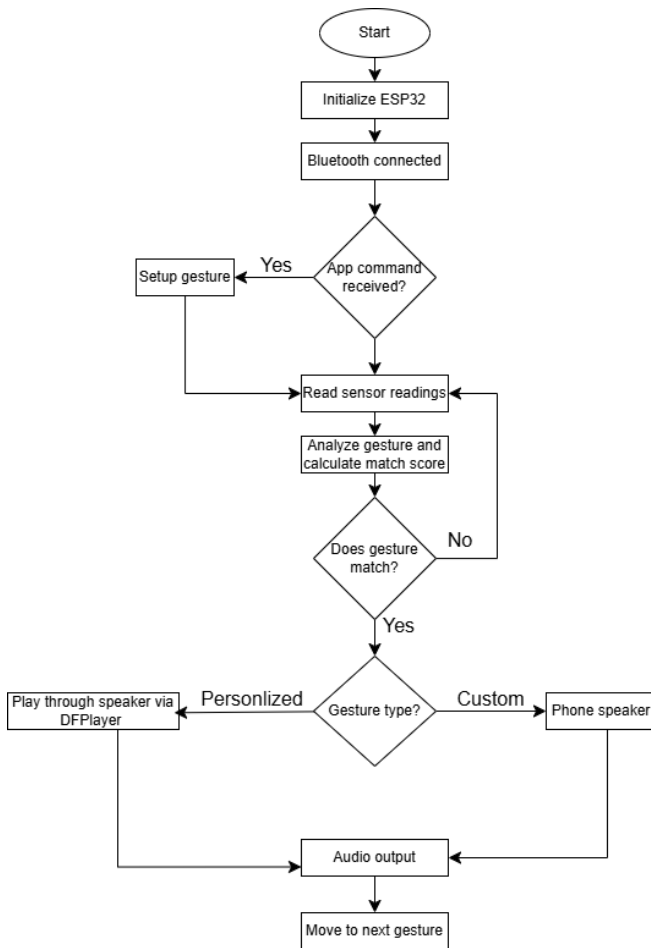 Start
Initialize ESP32
Bluetooth connected
App command
received?
Yes
Setup gesture
Read sensor readings
Analyze gesture and
calculate match score
Does gesture
match?
No
Yes
Gesture type?
Personlized
Custom
Play through speaker via
DFPlayer
Phone speaker
Audio output
Move to next gesture